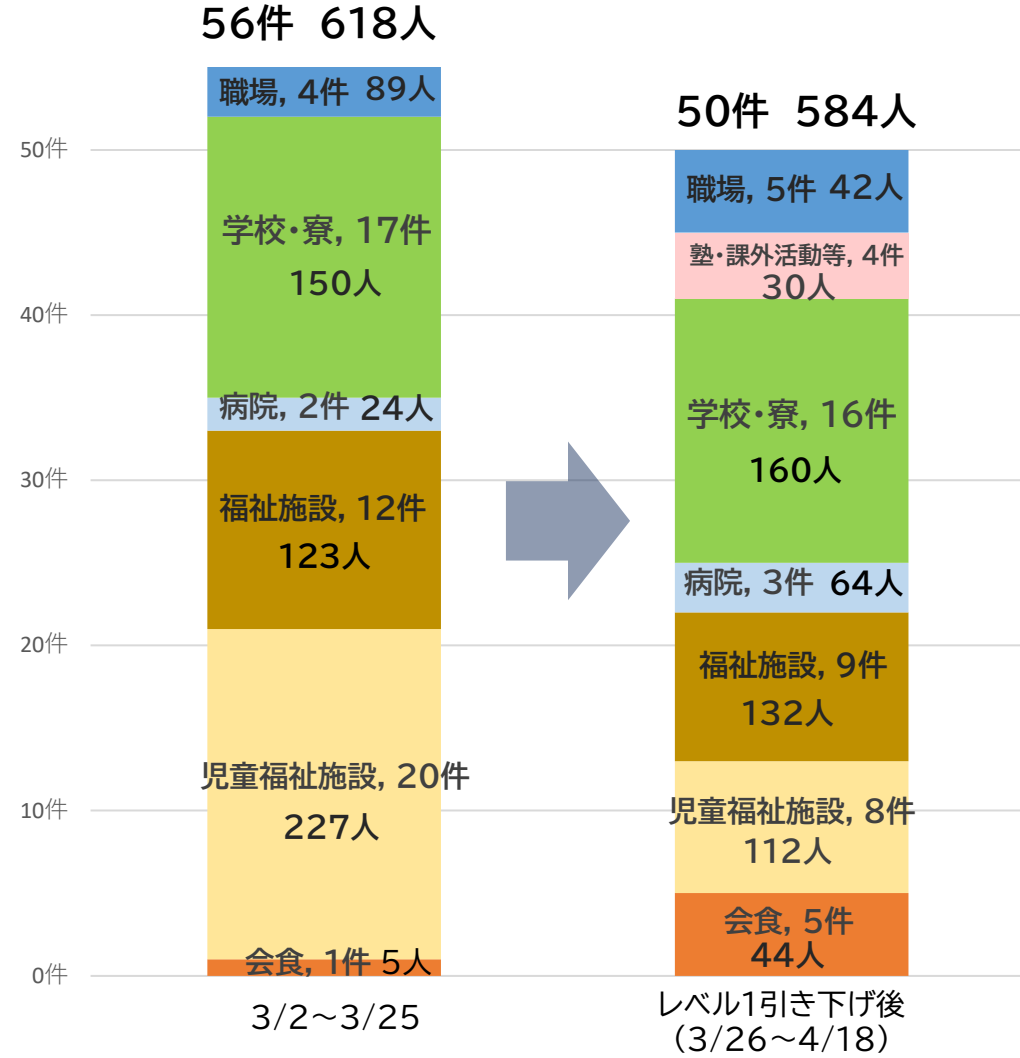 56件 618人
職場, 4件 89人
学校・寮, 17件
150人
病院, 2件 24人
福祉施設, 12件
123人
児童福祉施設, 20件
227人
会食, 1件 5人
3/2～3/25
50件 584人
職場, 5件 42人
塾・課外活動等, 4件
30人
学校・寮, 16件
160人
病院, 3件 64人
福祉施設, 9件
132人
児童福祉施設, 8件
112人
会食, 5件
44人
レベル1引き下げ後
（3/26～4/18）
50件
40件
30件
20件
10件
0件